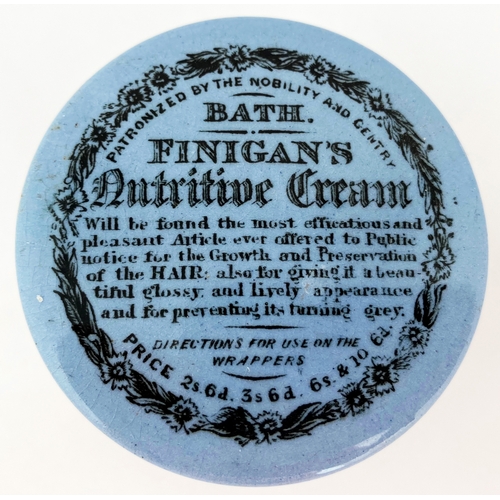 PATRONIZED BY THE NOBILITY AND GENTRY
BATH.
FINIGAN'S
Nutritive Cream
Will be found the most efficatious and
pleasant Article ever offered to Public
notice for the Growth and Preservation
of the HAIR; also for giving it a beau-
tiful glossy and lively appearance
and for preventing its turning grey.
DIRECTIONS FOR USE ON THE
WRAPPERS
PRICE 2s.6d. 3s6d. 6s. & 10 6d.